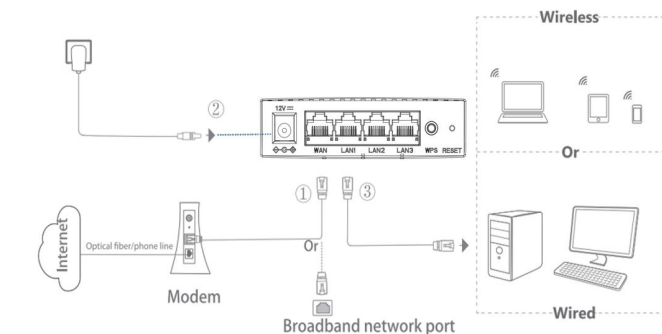 Wireless
②
12V
WAN LAN1 LAN2 LAN3 WPS RESET
Or
① ③
Internet
Optical fiber/phone line
Or
Modem
Wired
Broadband network port